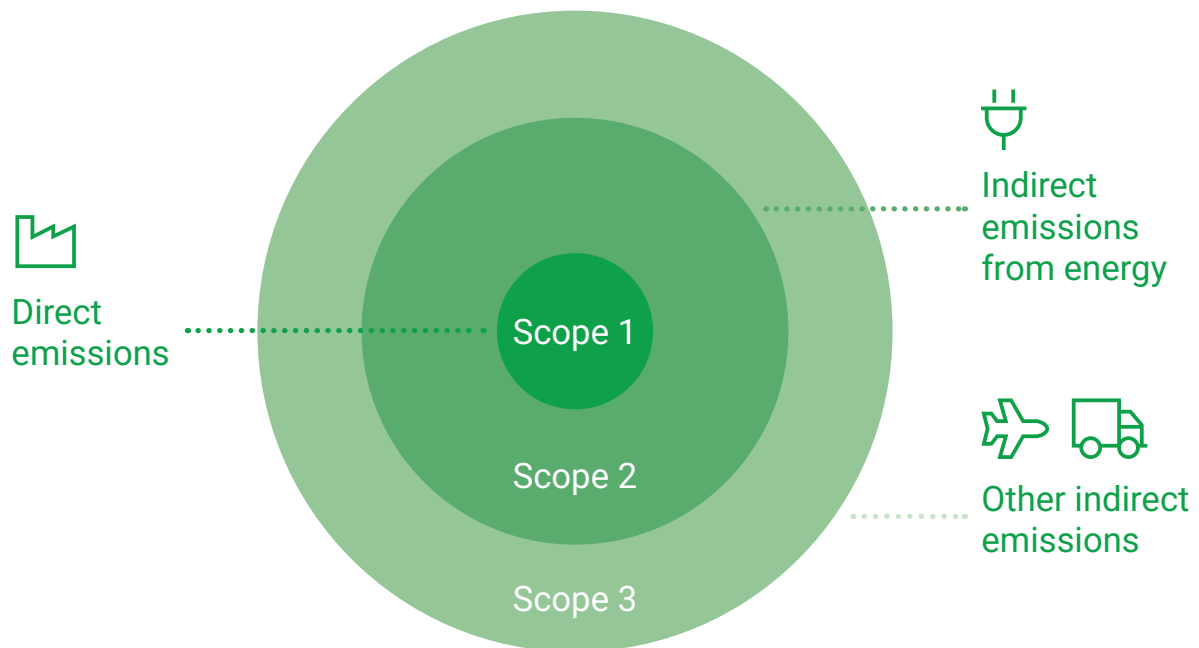 Indirect
emissions
from energy
Direct
emissions
Scope 1
Scope 2
Other indirect
emissions
Scope 3